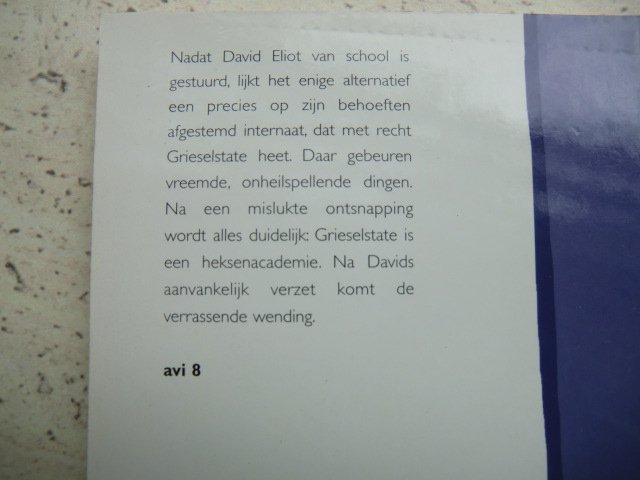 Nadat David Eliot van school is
gestuurd, lijkt het enige alternatief
een precies op zijn behoeften
afgestemd internaat, dat met recht
Grieselstate heet. Daar gebeuren
vreemde, onheilspellende dingen.
Na een mislukte ontsnapping
wordt alles duidelijk: Grieselstate is
een heksenacademie. Na Davids
aanvankelijk verzet komt de
verrassende wending.
avi 8